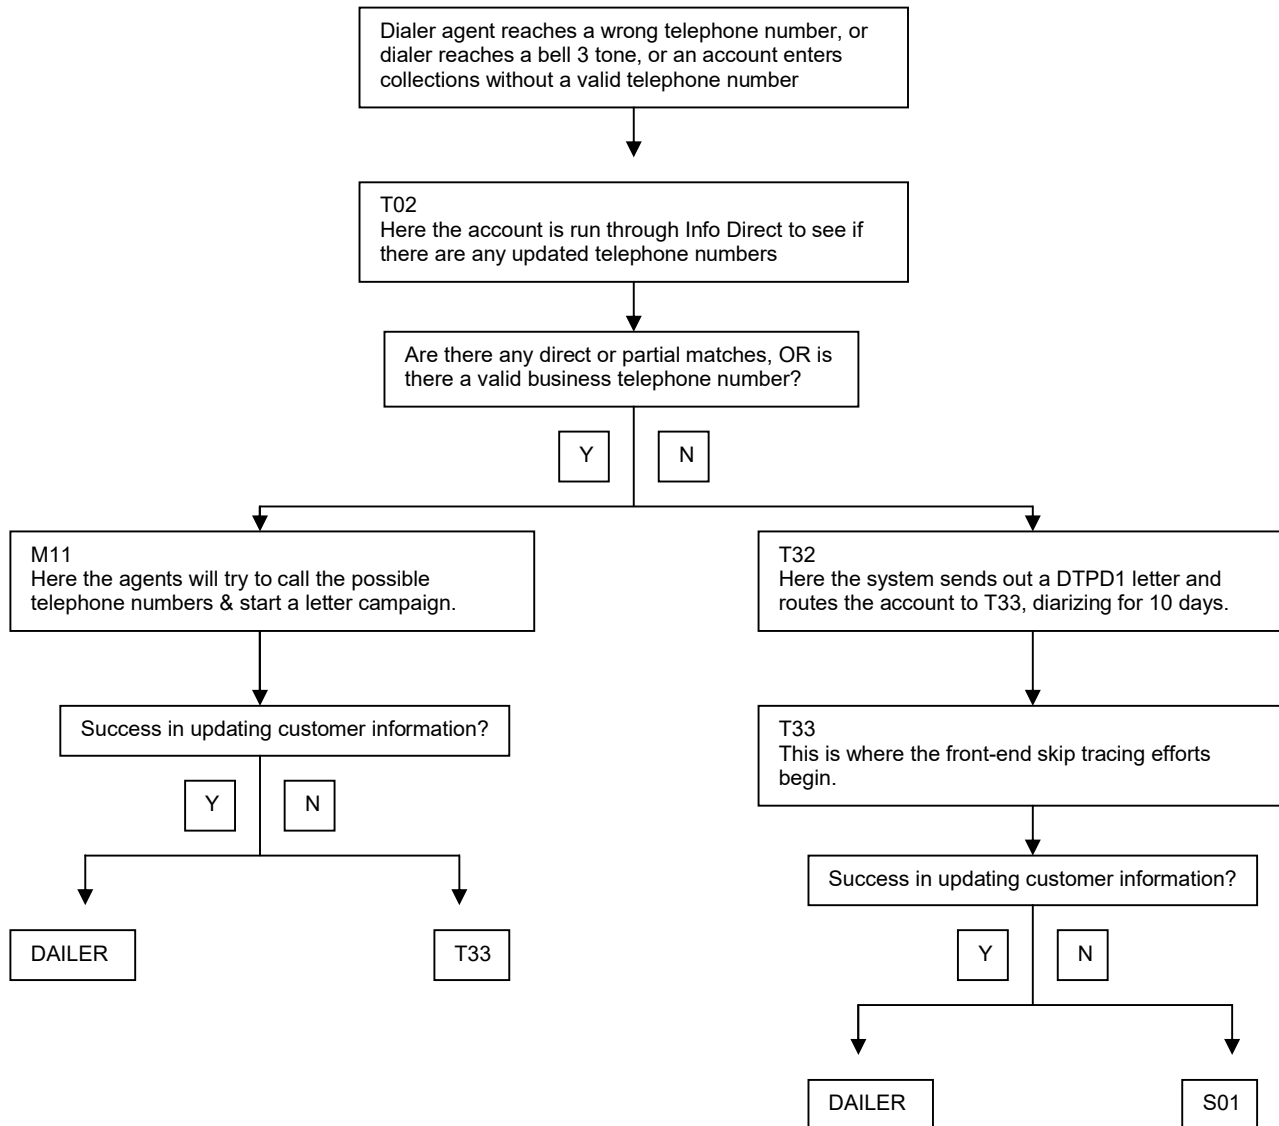 Dialer agent reaches a wrong telephone number, or
dialer reaches a bell 3 tone, or an account enters
collections without a valid telephone number
T02
Here the account is run through Info Direct to see if
there are any updated telephone numbers
Are there any direct or partial matches, OR is
there a valid business telephone number?
Y
N
M11
Here the agents will try to call the possible
telephone numbers & start a letter campaign.
T32
Here the system sends out a DTPD1 letter and
routes the account to T33, diarizing for 10 days.
Success in updating customer information?
T33
This is where the front-end skip tracing efforts
begin.
Y
N
Success in updating customer information?
DAILER
T33
Y
N
DAILER
S01